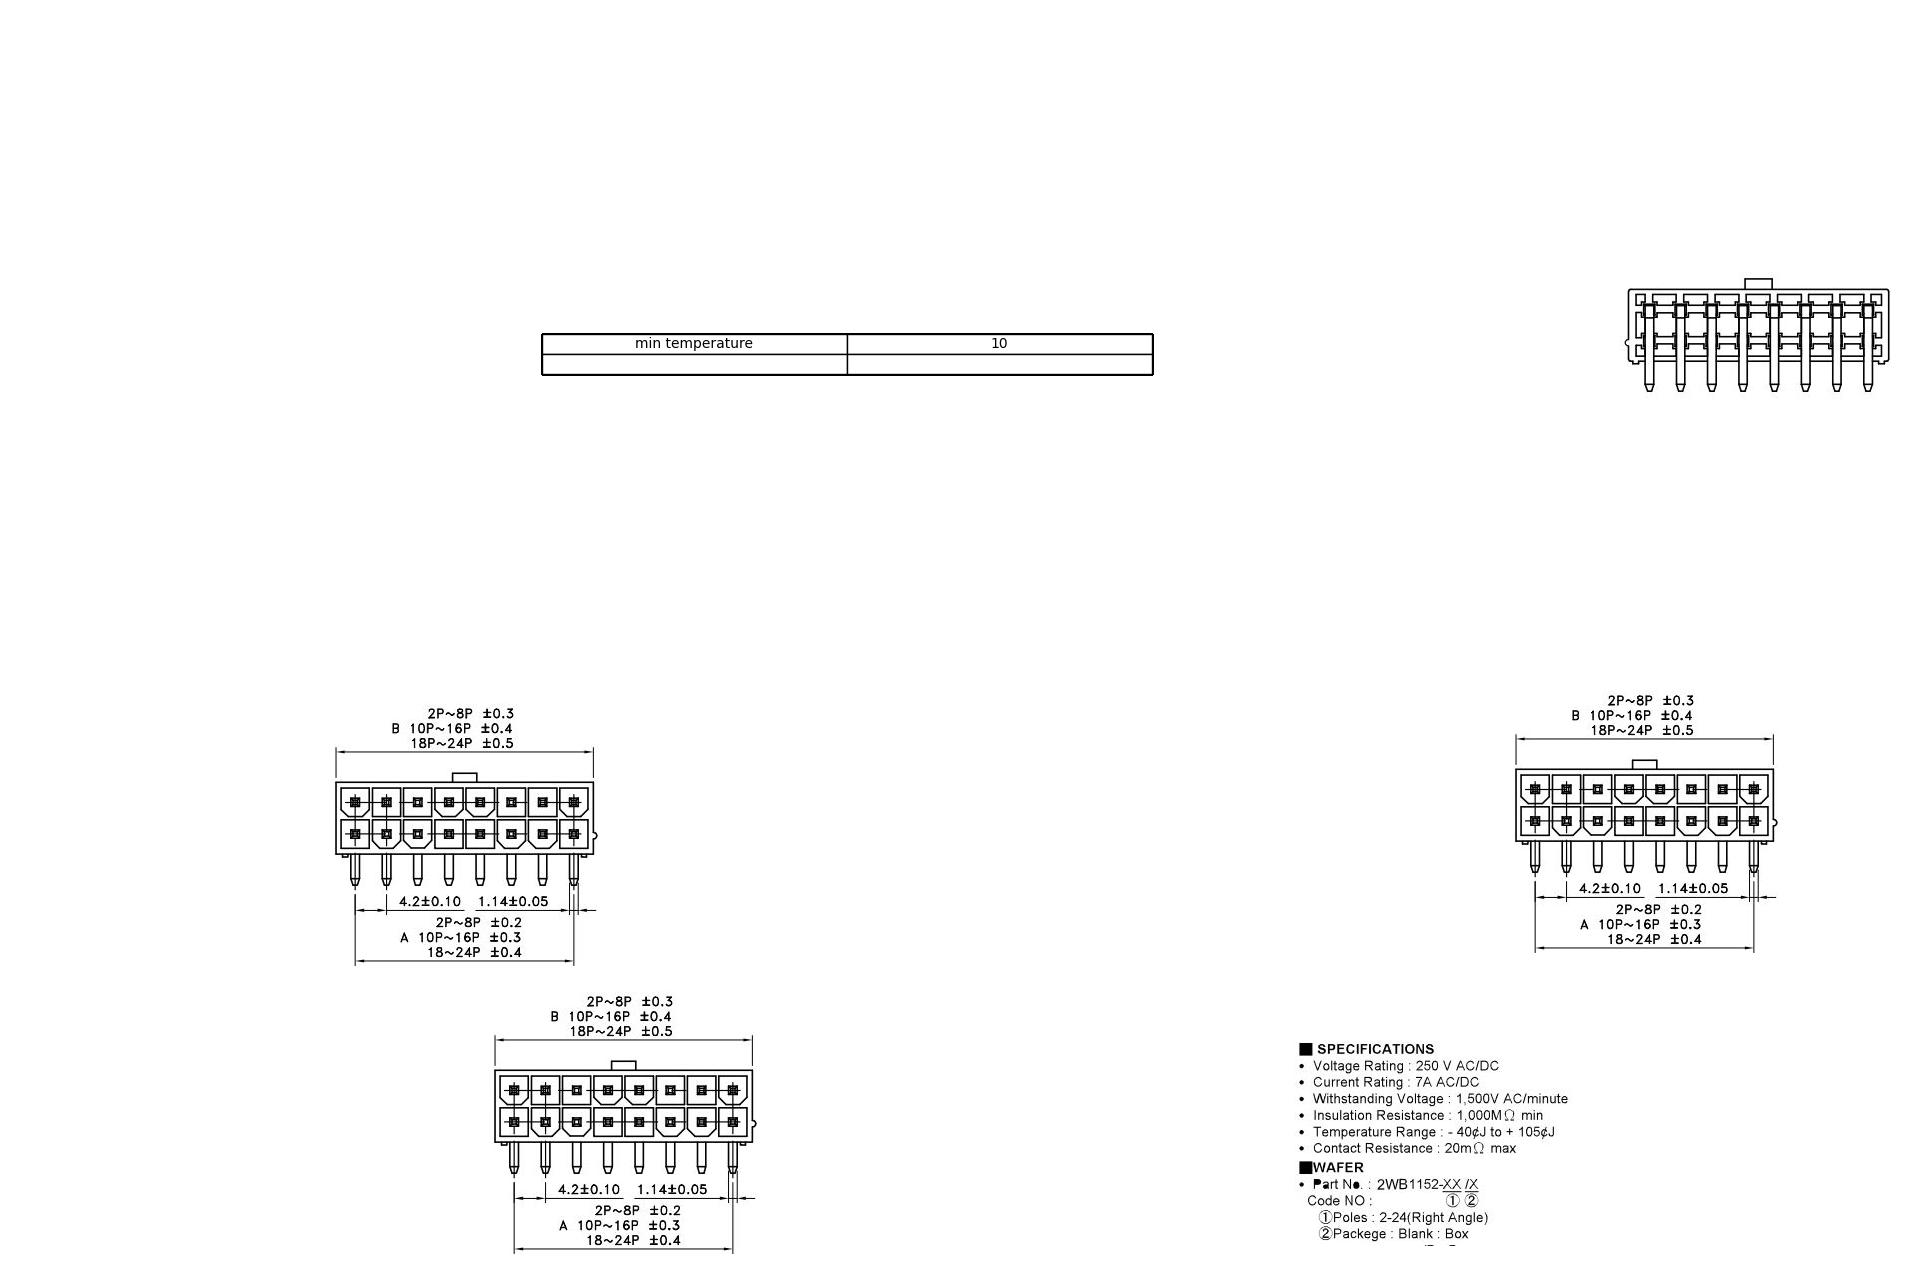 min temperature 10
2P~8P ±0.3
B 10P~16P ±0.4
18P~24P ±0.5
4.2±0.10 1.14±0.05
2P~8P ±0.2
A 10P~16P ±0.3
18~24P ±0.4
2P~8P ±0.3
B 10P~16P ±0.4
18P~24P ±0.5
4.2±0.10 1.14±0.05
2P~8P ±0.2
A 10P~16P ±0.3
18~24P ±0.4
2P~8P ±0.3
B 10P~16P ±0.4
18P~24P ±0.5
4.2±0.10 1.14±0.05
2P~8P ±0.2
A 10P~16P ±0.3
18~24P ±0.4
■ SPECIFICATIONS
• Voltage Rating : 250 V AC/DC
• Current Rating : 7A AC/DC
• Withstanding Voltage : 1,500V AC/minute
• Insulation Resistance : 1,000MΩ min
• Temperature Range : - 40¢J to + 105¢J
• Contact Resistance : 20mΩ max
■WAFER
• Part No. : 2WB1152-XX /X
Code NO : ① ②
①Poles : 2-24(Right Angle)
②Packege : Blank : Box